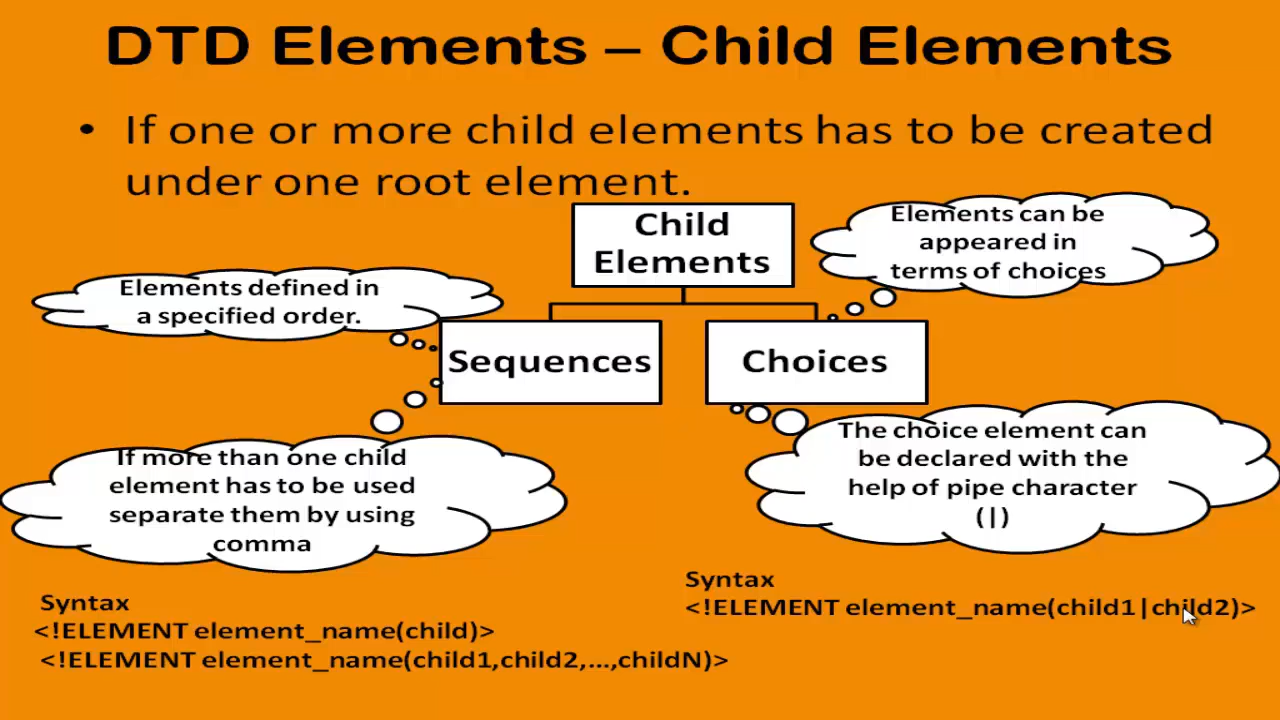 DTD Elements – Child Elements
• If one or more child elements has to be created
under one root element.
Child
Elements
Elements can be
appeared in
terms of choices
Elements defined in
a specified order.
Sequences
Choices
If more than one child
element has to be used
separate them by using
comma
The choice element can
be declared with the
help of pipe character
(|)
Syntax
<!ELEMENT element_name(child)>
<!ELEMENT element_name(child1,child2,...,childN)>
Syntax
<!ELEMENT element_name(child1|child2)>